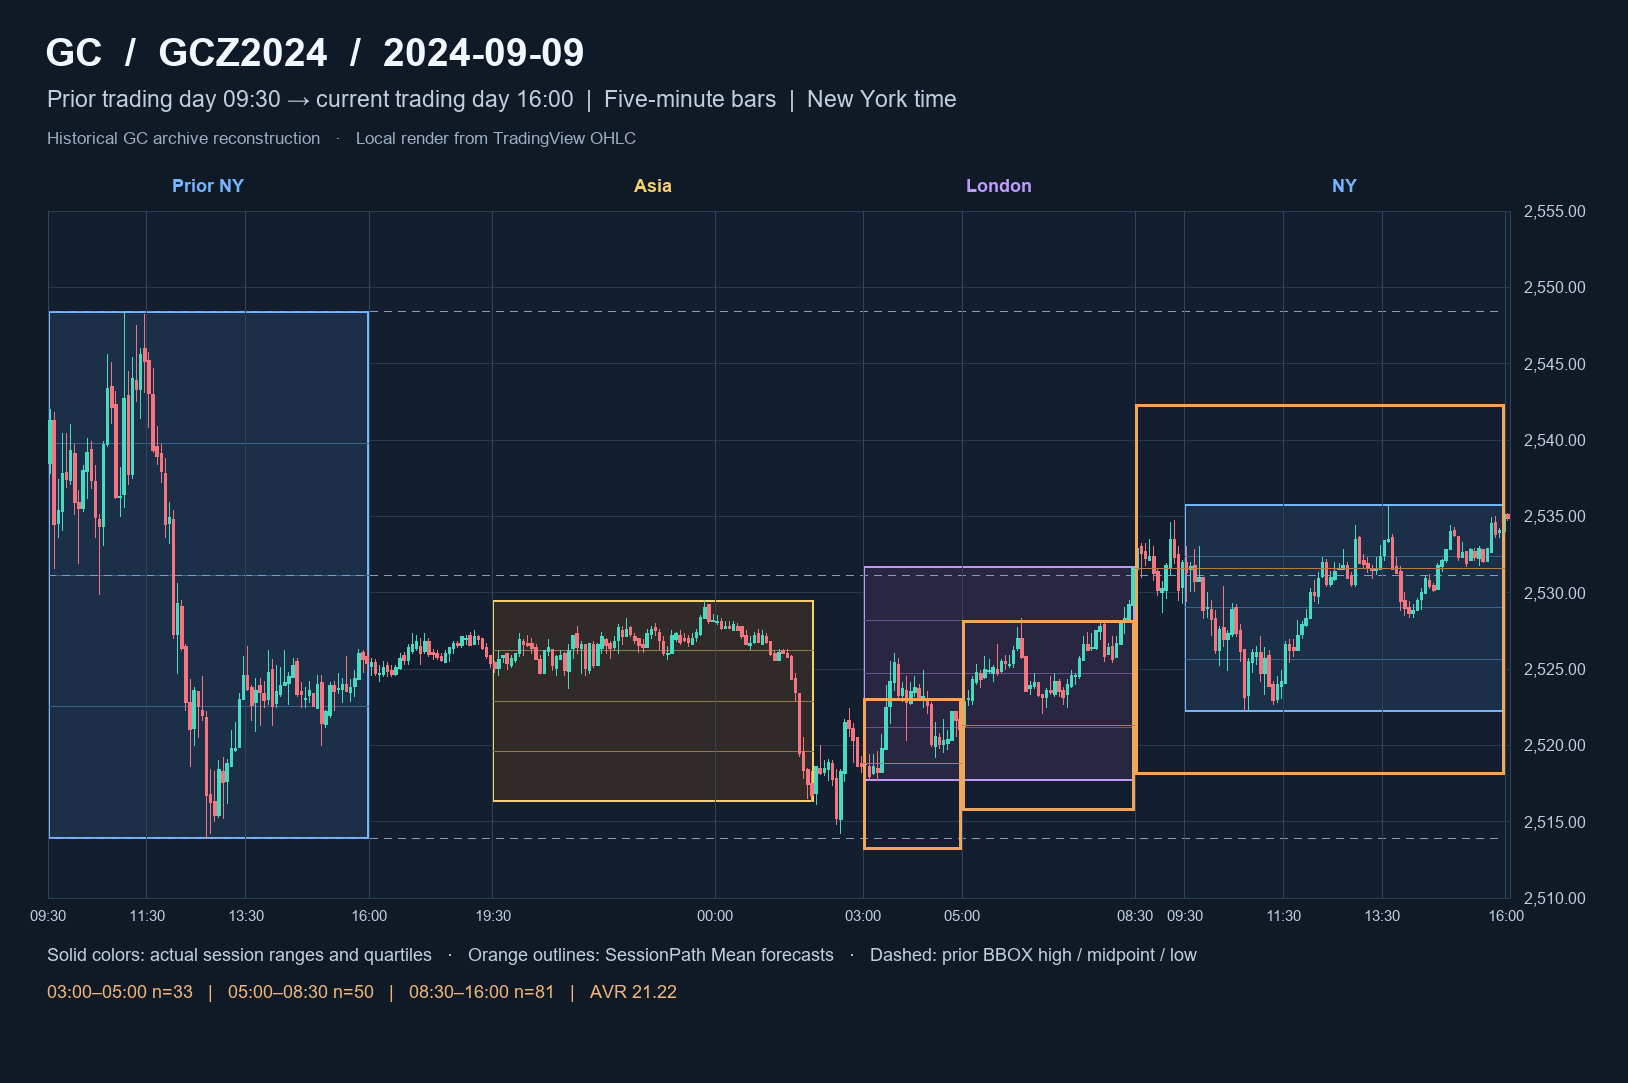 GC / GCZ2024 / 2024-09-09
Prior trading day 09:30 → current trading day 16:00 | Five-minute bars | New York time
Historical GC archive reconstruction · Local render from TradingView OHLC
Prior NY Asia London NY
2,555.00
2,550.00
2,545.00
2,540.00
2,535.00
2,530.00
2,525.00
2,520.00
2,515.00
2,510.00
09:30 11:30 13:30 16:00 19:30 00:00 03:00 05:00 08:30 09:30 11:30 13:30 16:00
Solid colors: actual session ranges and quartiles · Orange outlines: SessionPath Mean forecasts · Dashed: prior BBOX high / midpoint / low
03:00–05:00 n=33 | 05:00–08:30 n=50 | 08:30–16:00 n=81 | AVR 21.22